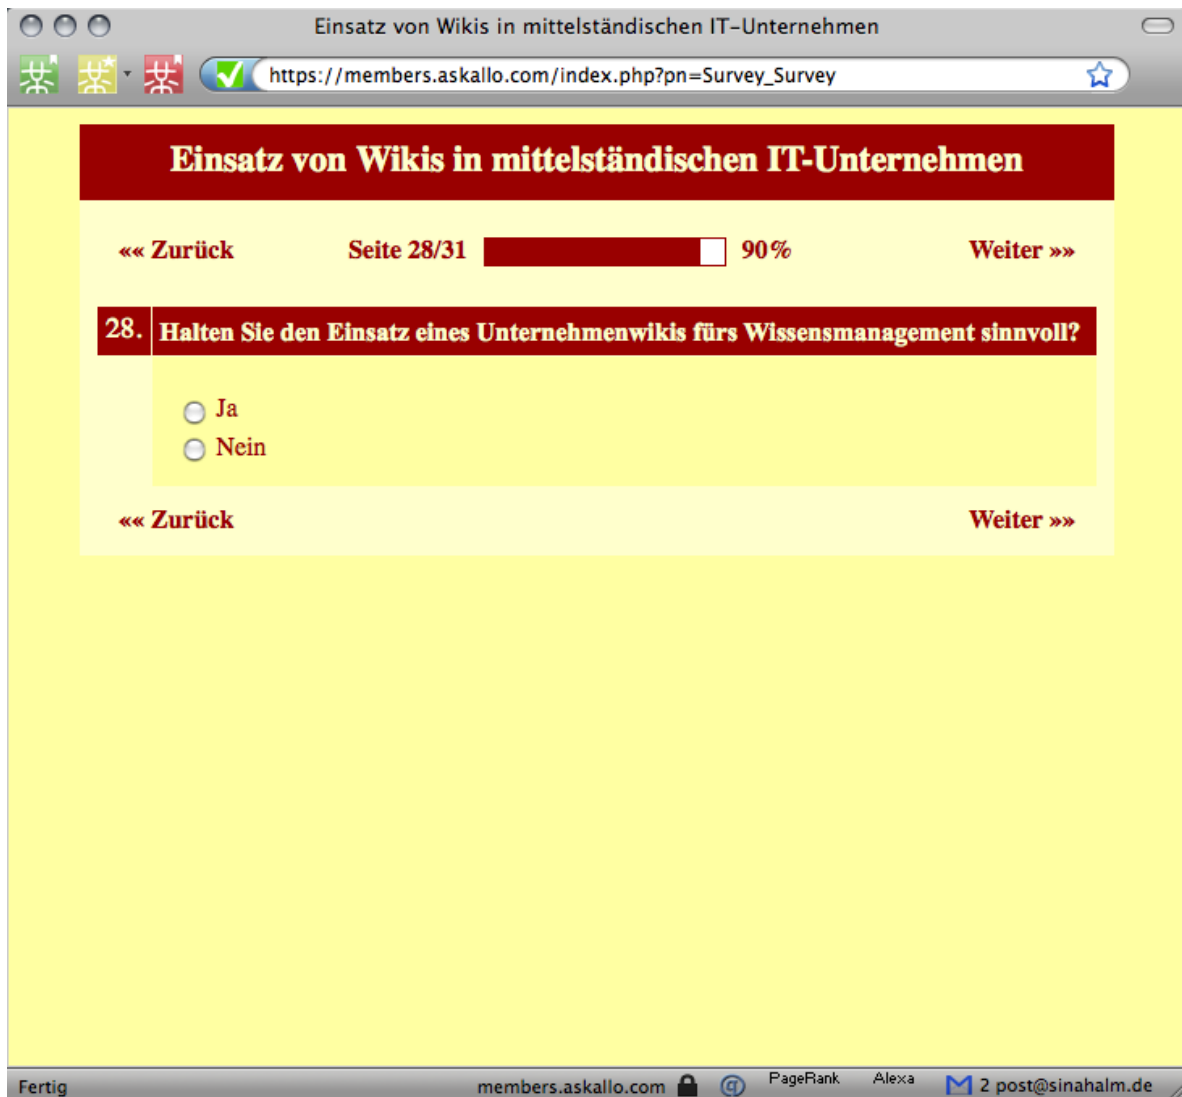 Einsatz von Wikis in mittelständischen IT-Unternehmen
https://members.askallo.com/index.php?pn=Survey_Survey
Einsatz von Wikis in mittelständischen IT-Unternehmen
«« Zurück Seite 28/31 90% Weiter »»
28. Halten Sie den Einsatz eines Unternehmenwikis fürs Wissensmanagement sinnvoll?
Ja
Nein
«« Zurück Weiter »»
Fertig members.askallo.com PageRank Alexa 2 post@sinahalm.de